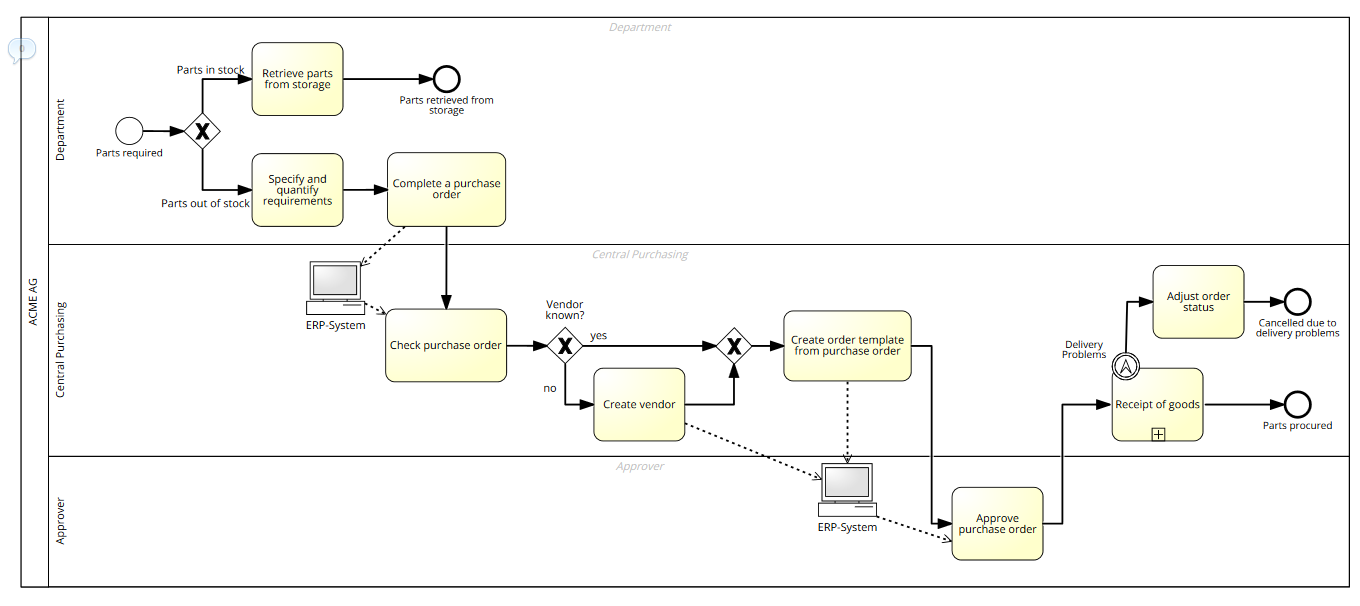 Department
0
Parts in stock
Retrieve parts
from storage
Parts retrieved from
storage
Department
X
Parts required
Specify and
quantify
requirements
Complete a purchase
order
Parts out of stock
Central Purchasing
ACME AG
Central Purchasing
ERP-System
Check purchase order
Vendor
known?
X
yes
no
Create vendor
X
Create order template
from purchase order
Adjust order
status
Cancelled due to
delivery problems
Delivery
Problems
Receipt of goods
Parts procured
Approver
Approver
ERP-System
Approve
purchase order